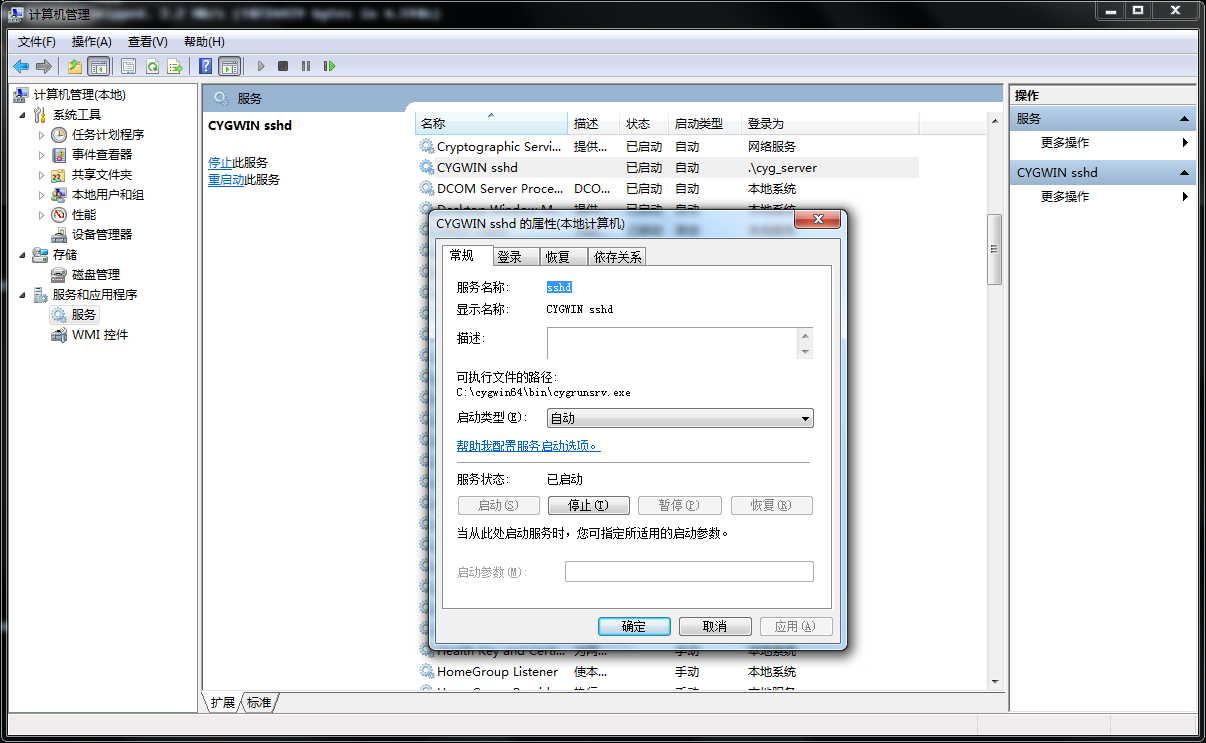 计算机管理
文件(F) 操作(A) 查看(V) 帮助(H)
计算机管理(本地)
系统工具
任务计划程序
事件查看器
共享文件夹
本地用户和组
性能
设备管理器
存储
磁盘管理
服务和应用程序
服务
WMI 控件
服务
CYGWIN sshd
停止此服务
重启动此服务
名称 描述 状态 启动类型 登录为
Cryptographic Servi... 提供... 已启动 自动 网络服务
CYGWIN sshd 已启动 自动 .\cyg_server
DCOM Server Proce... DCO... 已启动 自动 本地系统
CYGWIN sshd 的属性(本地计算机)
常规 登录 恢复 依存关系
服务名称: sshd
显示名称: CYGWIN sshd
描述:
可执行文件的路径:
C:\cygwin64\bin\cygrunsrv.exe
启动类型(E): 自动
帮助我配置服务启动选项。
服务状态: 已启动
启动(S) 停止(T) 暂停(P) 恢复(R)
当从此处启动服务时，您可指定所适用的启动参数。
启动参数(M):
确定 取消 应用(A)
Health Key and Certi... 为网... 手动 本地系统
HomeGroup Listener 使本... 手动 本地系统
扩展 标准
操作
服务
更多操作
CYGWIN sshd
更多操作